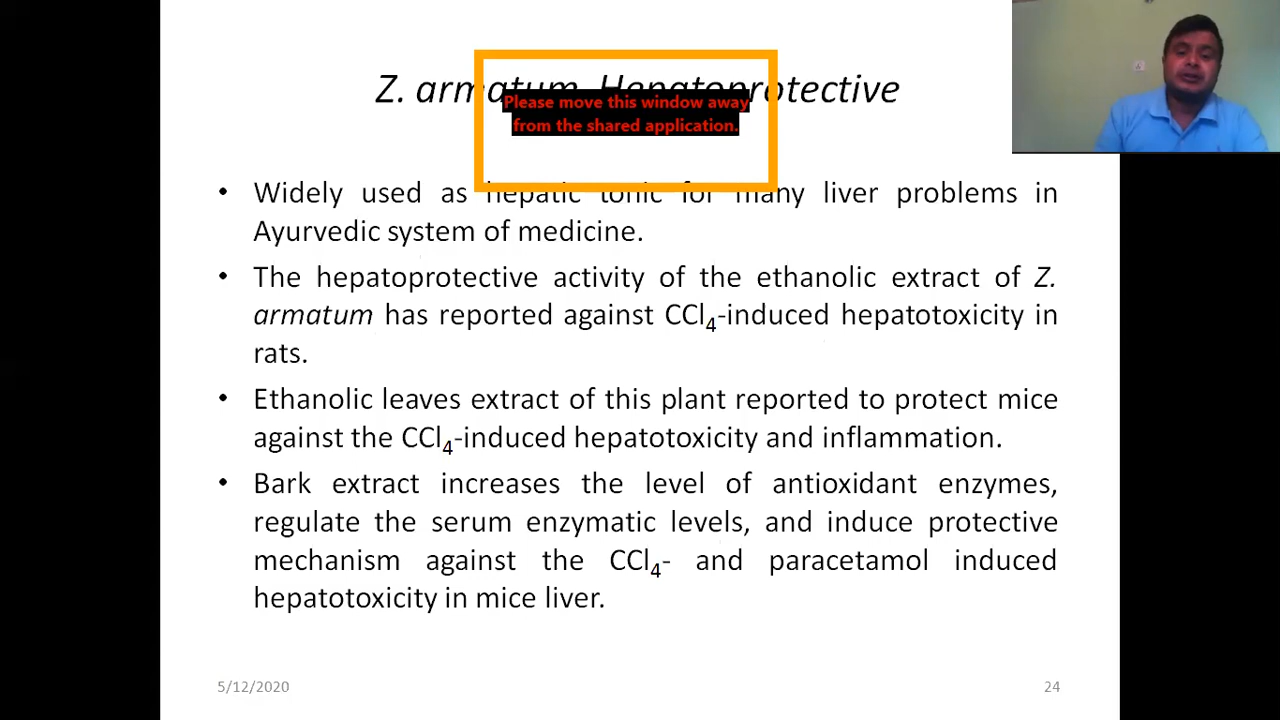 Z. armatum Hepatoprotective
Please move this window away
from the shared application.
• Widely used as hepatic tonic for many liver problems in
Ayurvedic system of medicine.
• The hepatoprotective activity of the ethanolic extract of Z.
armatum has reported against CCl4-induced hepatotoxicity in
rats.
• Ethanolic leaves extract of this plant reported to protect mice
against the CCl4-induced hepatotoxicity and inflammation.
• Bark extract increases the level of antioxidant enzymes,
regulate the serum enzymatic levels, and induce protective
mechanism against the CCl4- and paracetamol induced
hepatotoxicity in mice liver.
5/12/2020
24